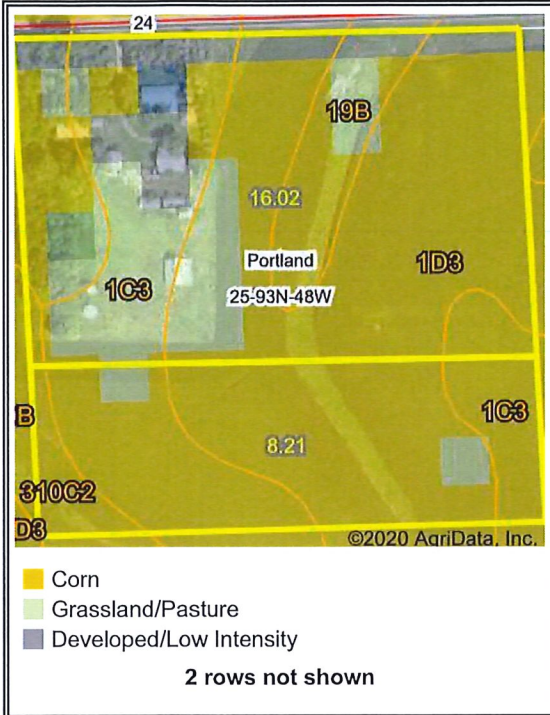 24
19B
16.02
Portland
1D3
1C3
25-93N-48W
B
1C3
8.21
310C2
D3
©2020 AgriData, Inc.
Corn
Grassland/Pasture
Developed/Low Intensity
2 rows not shown